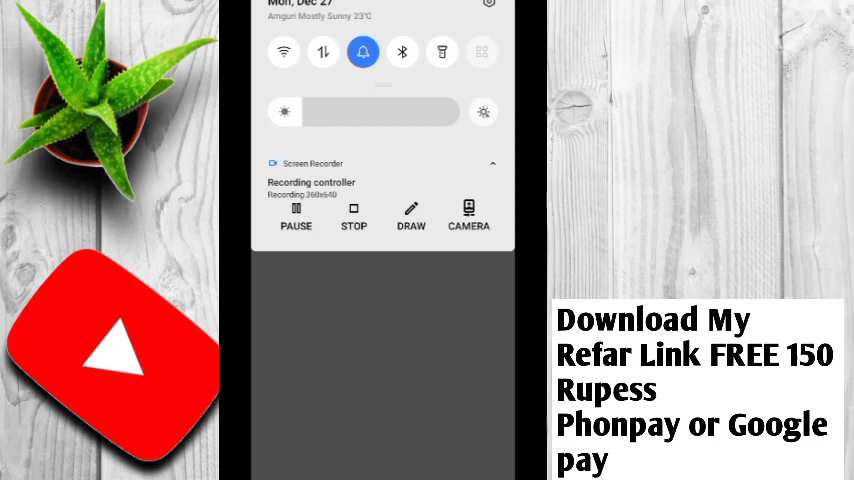 Mon, Dec 27
Amguri Mostly Sunny 23°C
Screen Recorder
Recording controller
Recording 360x640
PAUSE STOP DRAW CAMERA
Download My
Refar Link FREE 150
Rupess
Phonpay or Google
pay